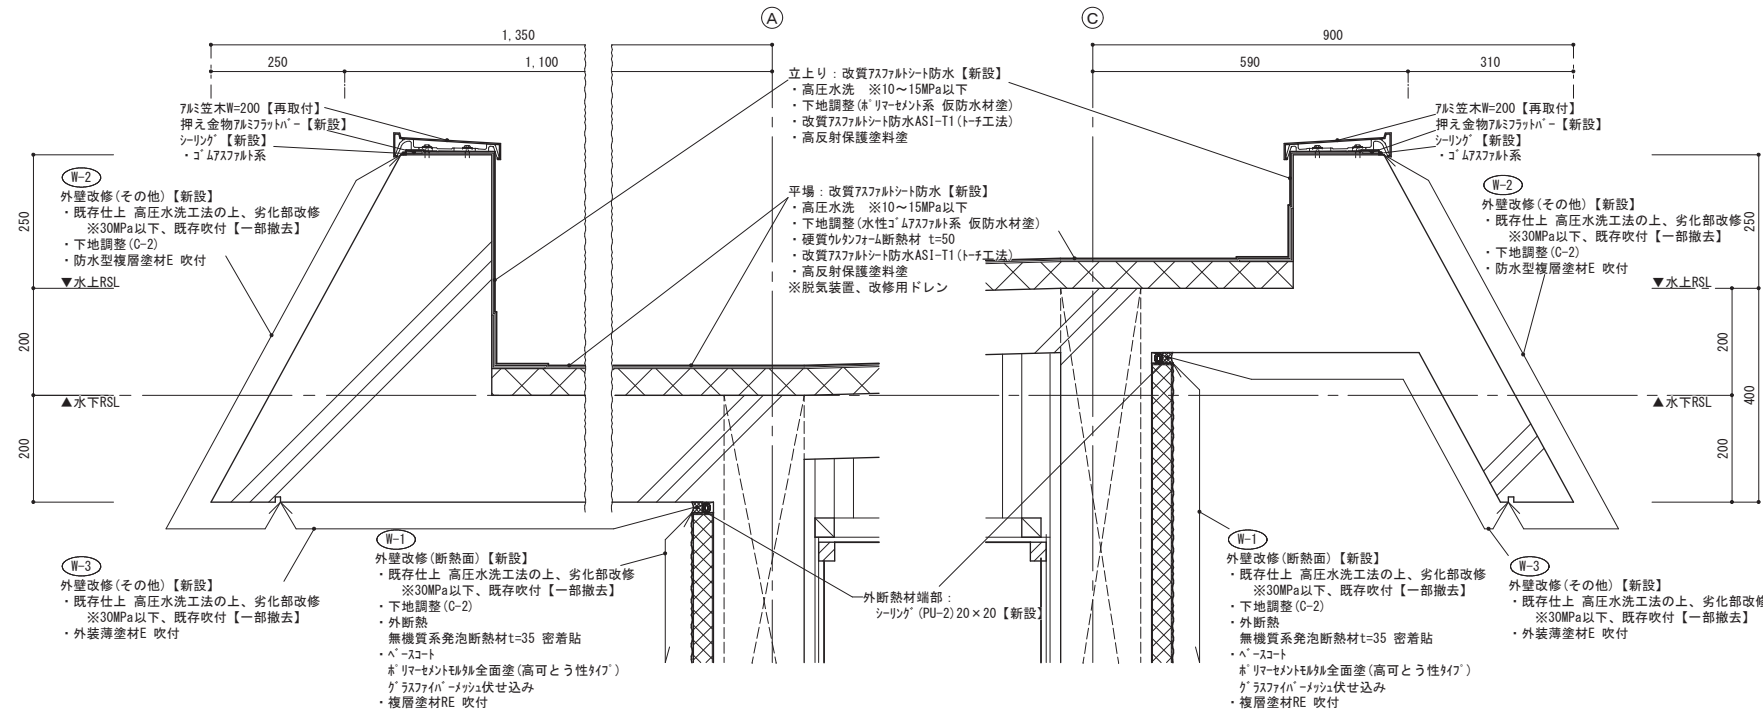 A
C
1,350
250
1,100
900
590
310
アルミ笠木W=200【再取付】
押え金物アルミフラットバー【新設】
シーリング【新設】
・ゴムアスファルト系
立上り：改質アスファルトシート防水【新設】
・高圧水洗　※10～15MPa以下
・下地調整(ポリマーセメント系 仮防水材塗)
・改質アスファルトシート防水ASI-T1(トーチ工法)
・高反射保護塗料塗
アルミ笠木W=200【再取付】
押え金物アルミフラットバー【新設】
シーリング【新設】
・ゴムアスファルト系
W-2
外壁改修(その他)【新設】
・既存仕上 高圧水洗工法の上、劣化部改修
※30MPa以下、既存吹付【一部撤去】
・下地調整(C-2)
・防水型複層塗材E 吹付
平場：改質アスファルトシート防水【新設】
・高圧水洗　※10～15MPa以下
・下地調整(水性ゴムアスファルト系 仮防水材塗)
・硬質ウレタンフォーム断熱材 t=50
・改質アスファルトシート防水ASI-T1(トーチ工法)
・高反射保護塗料塗
※脱気装置、改修用ドレン
W-2
外壁改修(その他)【新設】
・既存仕上 高圧水洗工法の上、劣化部改修
※30MPa以下、既存吹付【一部撤去】
・下地調整(C-2)
・防水型複層塗材E 吹付
250
200
200
▼水上RSL
▲水下RSL
250
200
200
400
▼水上RSL
▲水下RSL
W-3
外壁改修(その他)【新設】
・既存仕上 高圧水洗工法の上、劣化部改修
※30MPa以下、既存吹付【一部撤去】
・外装薄塗材E 吹付
W-1
外壁改修(断熱面)【新設】
・既存仕上 高圧水洗工法の上、劣化部改修
※30MPa以下、既存吹付【一部撤去】
・下地調整(C-2)
・外断熱
無機質系発泡断熱材t=35 密着貼
・ベースコート
ポリマーセメントモルタル全面塗(高可とう性タイプ)
グラスファイバーメッシュ伏せ込み
・複層塗材RE 吹付
外断熱材端部：
シーリング(PU-2)20×20【新設】
W-1
外壁改修(断熱面)【新設】
・既存仕上 高圧水洗工法の上、劣化部改修
※30MPa以下、既存吹付【一部撤去】
・下地調整(C-2)
・外断熱
無機質系発泡断熱材t=35 密着貼
・ベースコート
ポリマーセメントモルタル全面塗(高可とう性タイプ)
グラスファイバーメッシュ伏せ込み
・複層塗材RE 吹付
W-3
外壁改修(その他)【新設】
・既存仕上 高圧水洗工法の上、劣化部改修
※30MPa以下、既存吹付【一部撤去】
・外装薄塗材E 吹付